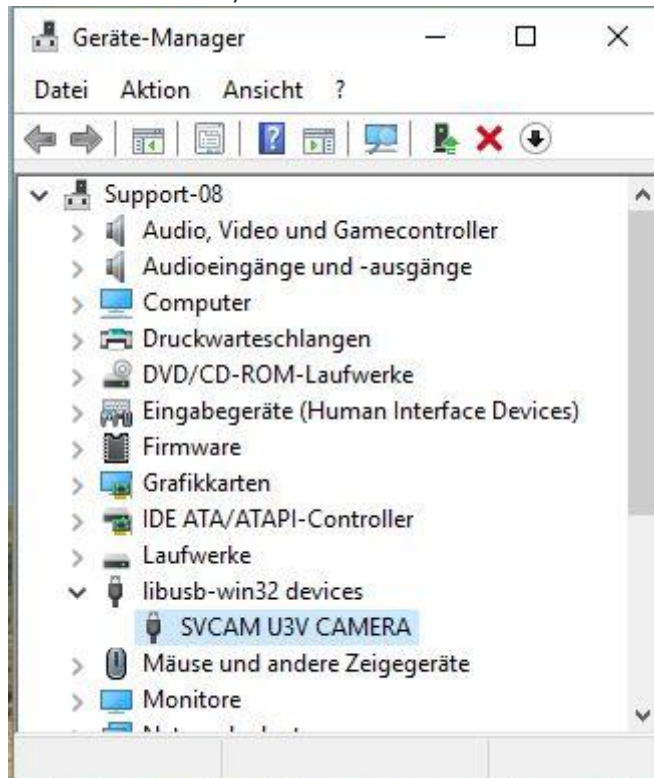 Geräte-Manager
Datei Aktion Ansicht ?
Support-08
Audio, Video und Gamecontroller
Audioeingänge und -ausgänge
Computer
Druckwarteschlangen
DVD/CD-ROM-Laufwerke
Eingabegeräte (Human Interface Devices)
Firmware
Grafikkarten
IDE ATA/ATAPI-Controller
Laufwerke
libusb-win32 devices
SVCAM U3V CAMERA
Mäuse und andere Zeigegeräte
Monitore